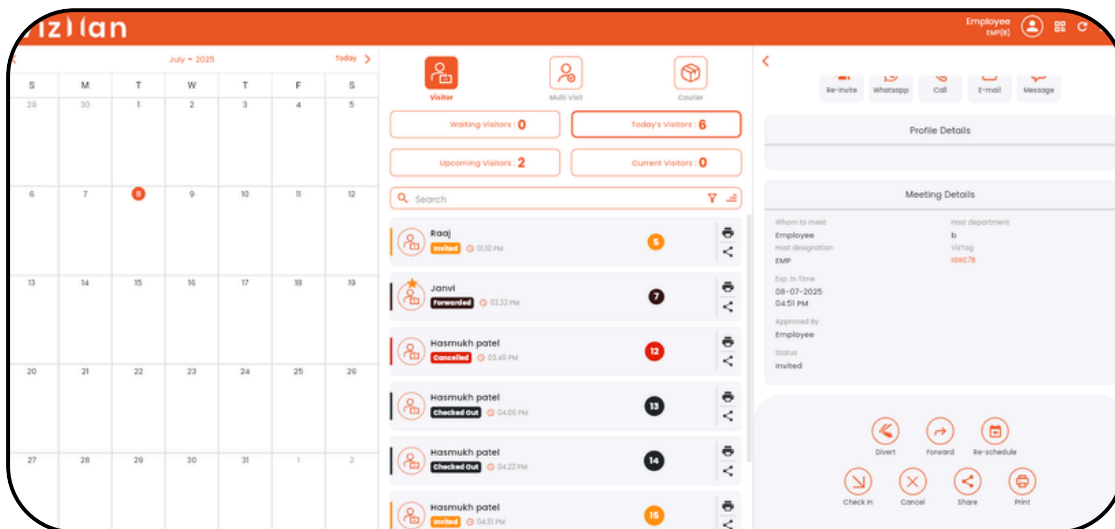 Employee
EMP(B)
July - 2025
Today
S M T W T F S
29 30 1 2 3 4 5
6 7 8 9 10 11 12
13 14 15 16 17 18 19
20 21 22 23 24 25 26
27 28 29 30 31 1 2
Visitor
Multi Visit
Courier
Waiting Visitors : 0
Today's Visitors : 6
Upcoming Visitors : 2
Current Visitors : 0
Search
Raaj
Invited 01:10 PM
5
Janvi
Forwarded 02:32 PM
7
Hasmukh patel
Cancelled 03:46 PM
12
Hasmukh patel
Checked Out 04:06 PM
13
Hasmukh patel
Checked Out 04:22 PM
14
Hasmukh patel
Invited 04:51 PM
15
Re-Invite Whatsapp Call E-mail Message
Profile Details
Meeting Details
Whom to meet
Employee
Host department
b
Host designation
EMP
VizTag
Exp. In Time
08-07-2025
04:51 PM
Approved By
Employee
Status
Invited
Divert Forward Re-schedule
Check In Cancel Share Print